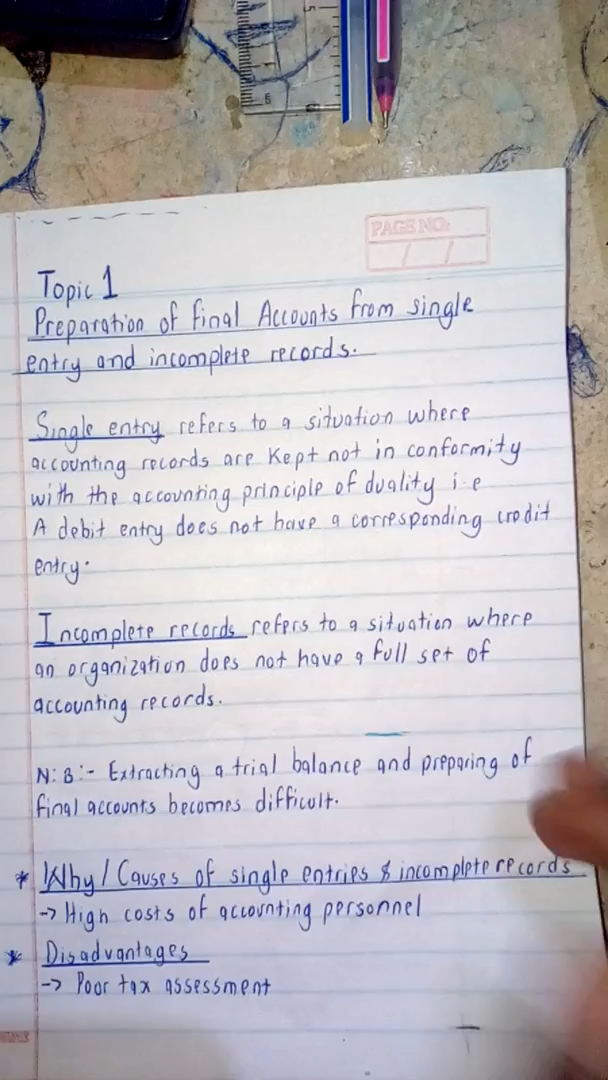 PAGE NO:
/ /
Topic 1
Preparation of final Accounts from single
entry and incomplete records.
Single entry refers to a situation where
accounting records are kept not in conformity
with the accounting principle of duality i.e
A debit entry does not have a corresponding credit
entry.
Incomplete records refers to a situation where
an organization does not have a full set of
accounting records.
N:B:- Extracting a trial balance and preparing of
final accounts becomes difficult.
* Why / Causes of single entries & incomplete records
-> High costs of accounting personnel
* Disadvantages
-> Poor tax assessment